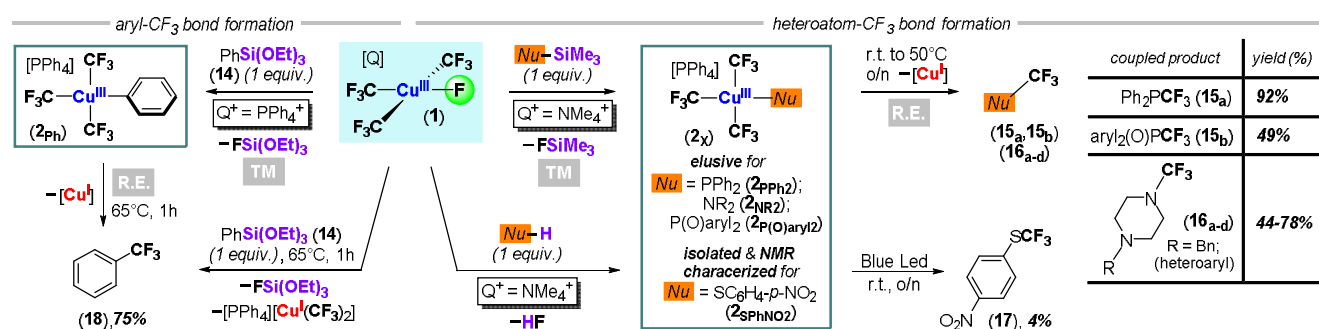 aryl-CF3 bond formation
heteroatom-CF3 bond formation
[PPh4]
CF3
F3C
CuIII
CF3
(2Ph)
PhSi(OEt)3
(14) (1 equiv.)
Q+ = PPh4+
−FSi(OEt)3
TM
[Q]
F3C
CuIII
CF3
F
F3C
(1)
Nu−SiMe3
(1 equiv.)
Q+ = NMe4+
−FSiMe3
TM
[PPh4]
CF3
F3C
CuIII
Nu
CF3
(2X)
elusive for
Nu = PPh2 (2PPh2);
NR2 (2NR2);
P(O)aryl2 (2P(O)aryl2)
isolated & NMR
characerized for
Nu = SC6H4-p-NO2
(2SPhNO2)
r.t. to 50°C
o/n −[CuI]
R.E.
CF3
Nu
(15a,15b)
(16a-d)
coupled product
yield (%)
Ph2PCF3 (15a)
92%
aryl2(O)PCF3 (15b)
49%
CF3
N
N
R
(16a-d)
R = Bn;
(heteroaryl)
44-78%
−[CuI]
R.E.
65°C, 1h
CF3
(18),75%
PhSi(OEt)3 (14)
(1 equiv.), 65°C, 1h
−FSi(OEt)3
−[PPh4][CuI(CF3)2]
Nu−H
(1 equiv.)
Q+ = NMe4+
−HF
Blue Led
r.t., o/n
SCF3
O2N
(17), 4%